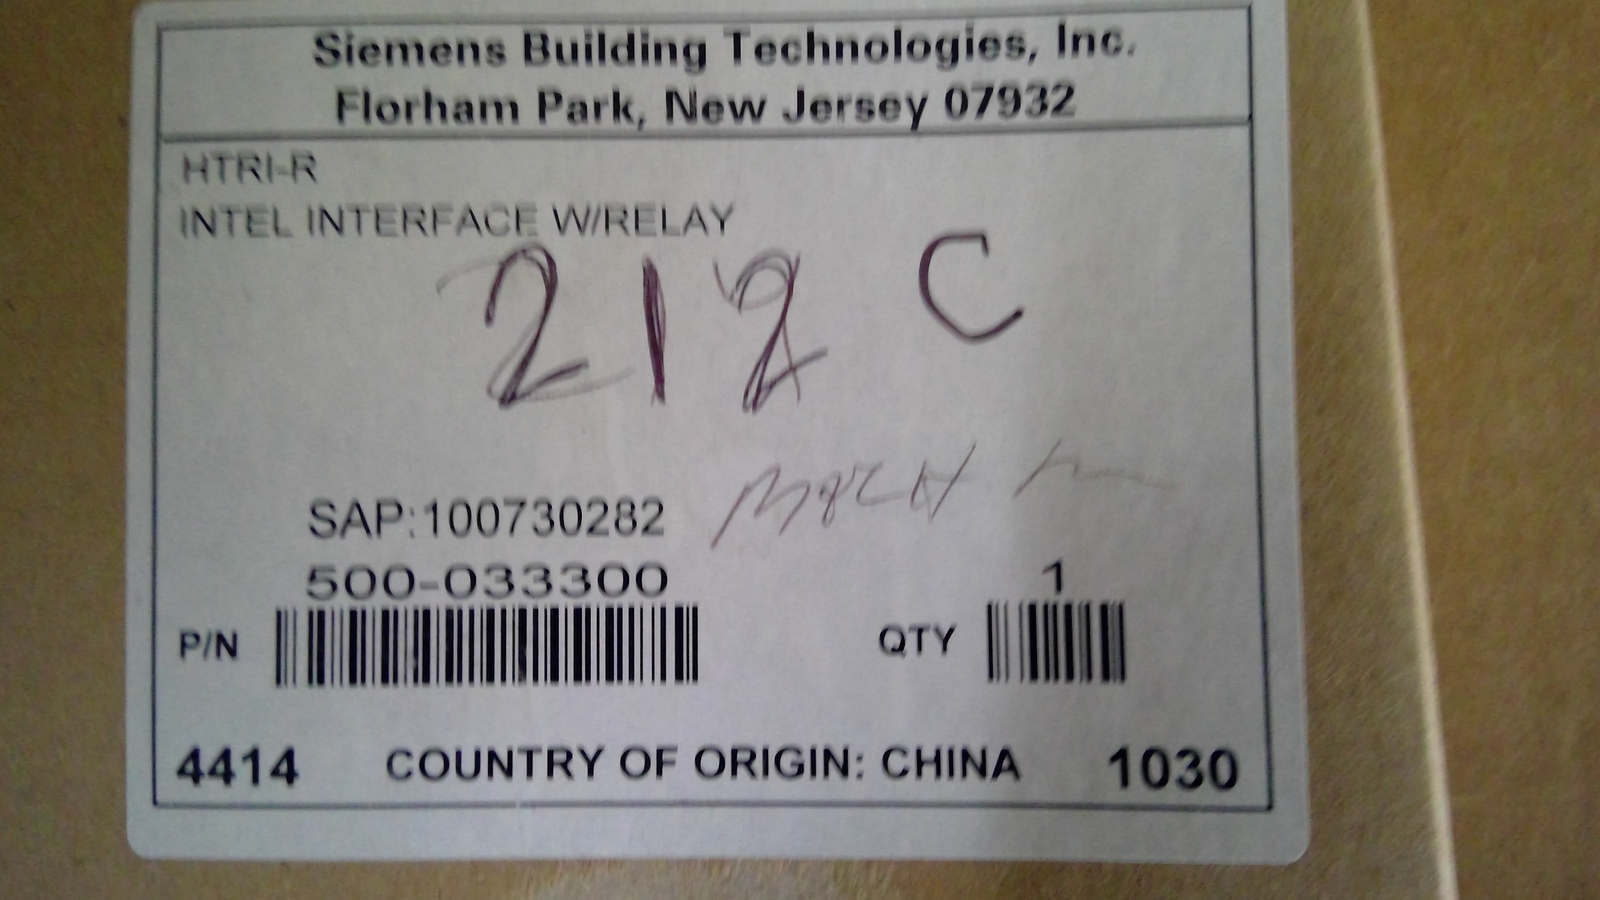 Siemens Building Technologies, Inc.
Florham Park, New Jersey 07932
HTRI-R
INTEL INTERFACE W/RELAY
212 C
SAP:100730282
500-033300
1
P/N
QTY
4414 COUNTRY OF ORIGIN: CHINA 1030